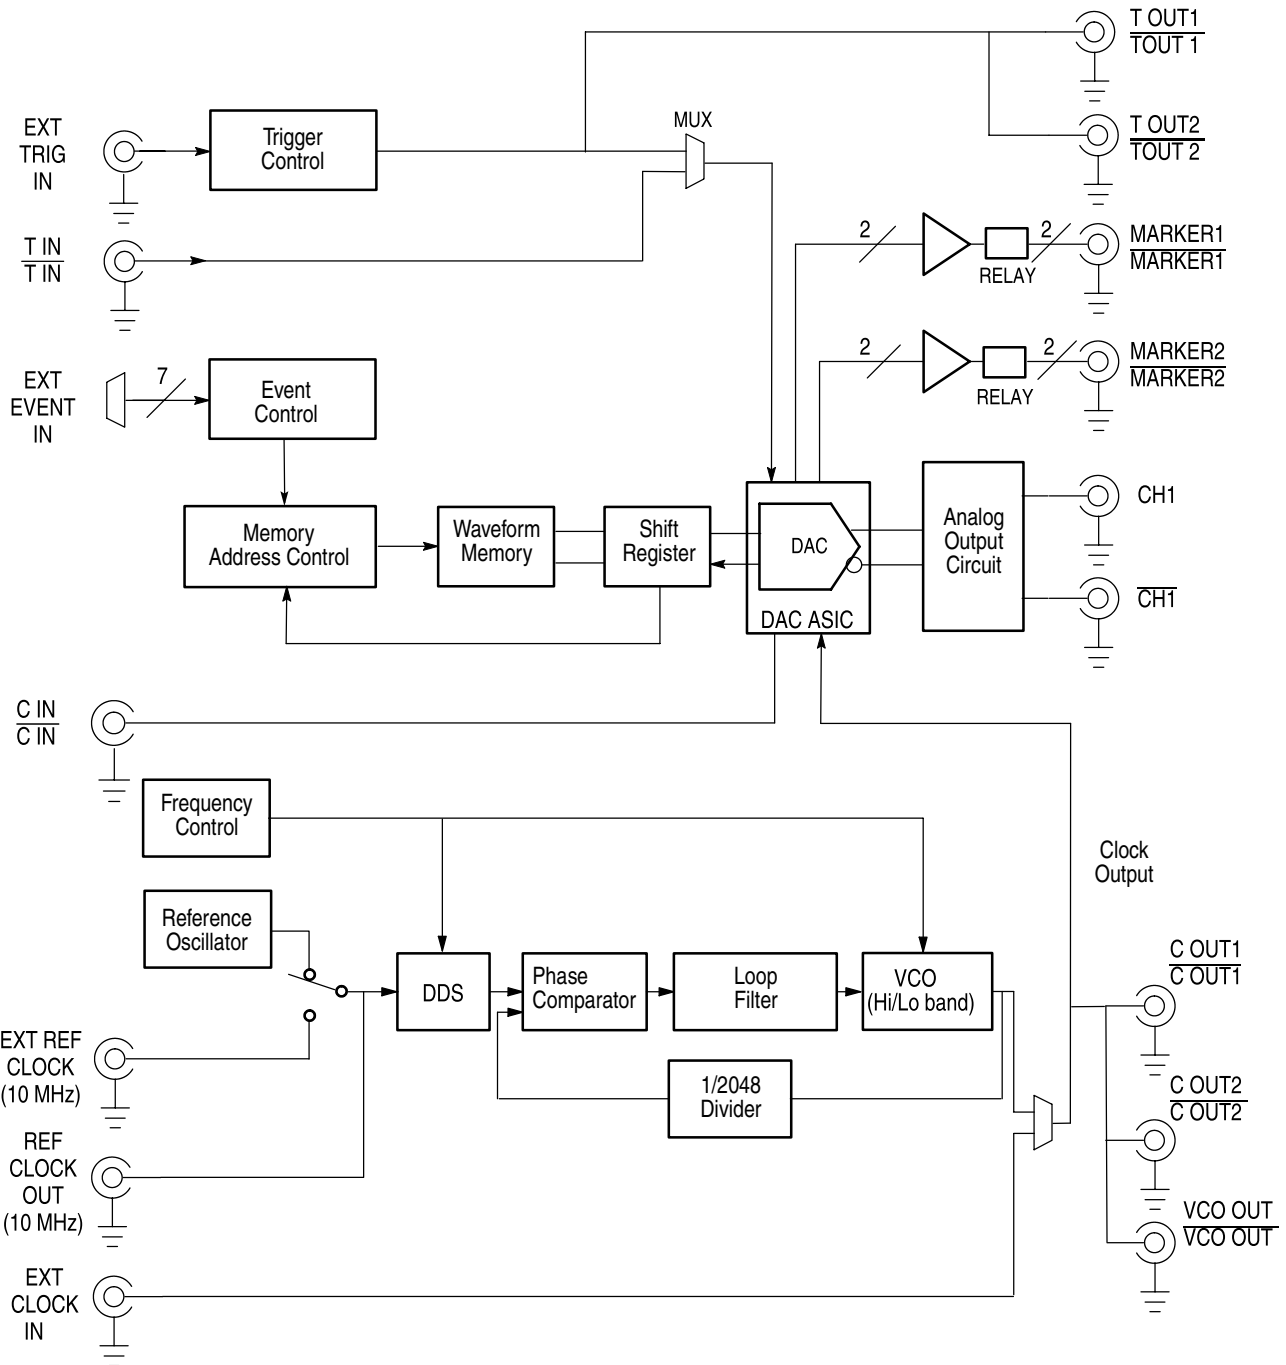 T OUT1
TOUT 1
MUX
EXT
TRIG
IN
Trigger
Control
T OUT2
TOUT 2
T IN
T IN
2
2
MARKER1
MARKER1
RELAY
2
2
MARKER2
MARKER2
RELAY
EXT
EVENT
IN
7
Event
Control
Memory
Address Control
Waveform
Memory
Shift
Register
DAC
DAC ASIC
Analog
Output
Circuit
CH1
CH1
C IN
C IN
Frequency
Control
Clock
Output
Reference
Oscillator
DDS
Phase
Comparator
Loop
Filter
VCO
(Hi/Lo band)
C OUT1
C OUT1
EXT REF
CLOCK
(10 MHz)
1/2048
Divider
C OUT2
C OUT2
REF
CLOCK
OUT
(10 MHz)
VCO OUT
VCO OUT
EXT
CLOCK
IN